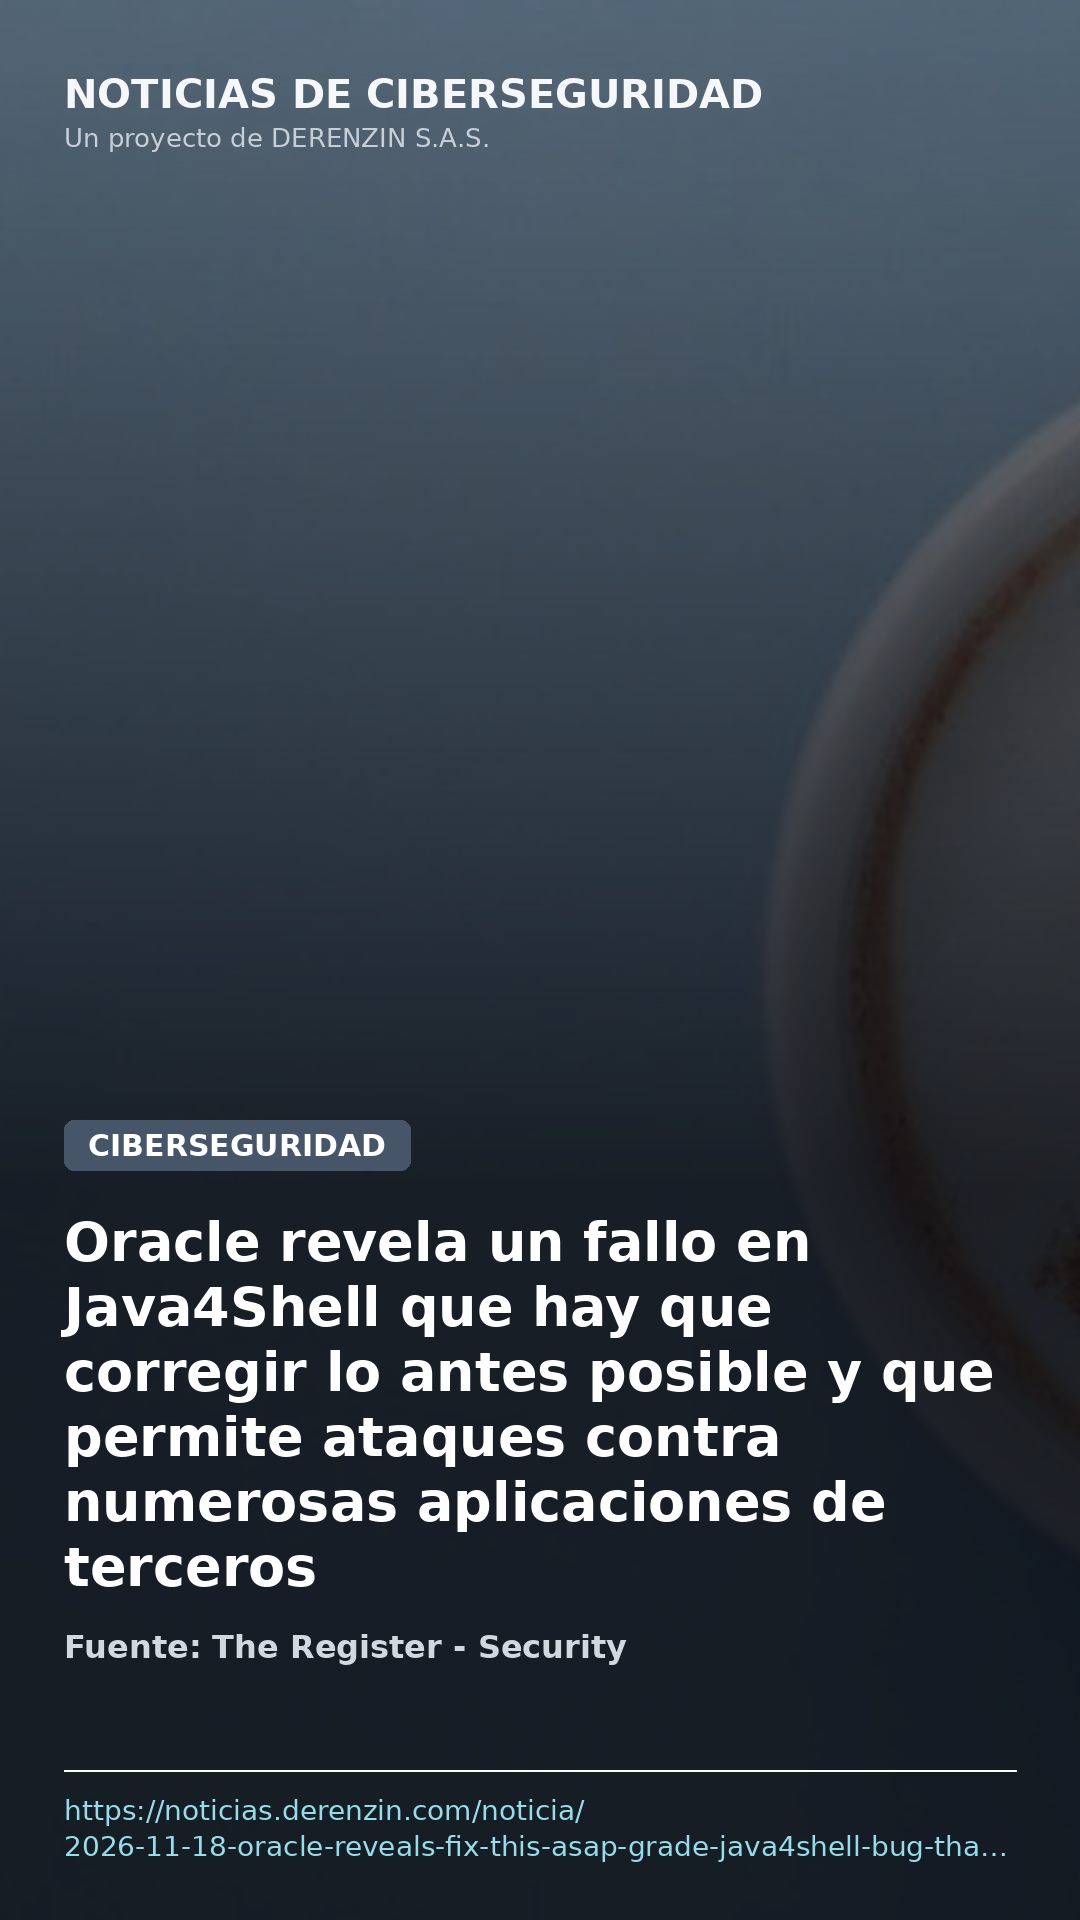 NOTICIAS DE CIBERSEGURIDAD
Un proyecto de DERENZIN S.A.S.
CIBERSEGURIDAD
Oracle revela un fallo en
Java4Shell que hay que
corregir lo antes posible y que
permite ataques contra
numerosas aplicaciones de
terceros
Fuente: The Register - Security
https://noticias.derenzin.com/noticia/
2026-11-18-oracle-reveals-fix-this-asap-grade-java4shell-bug-tha...